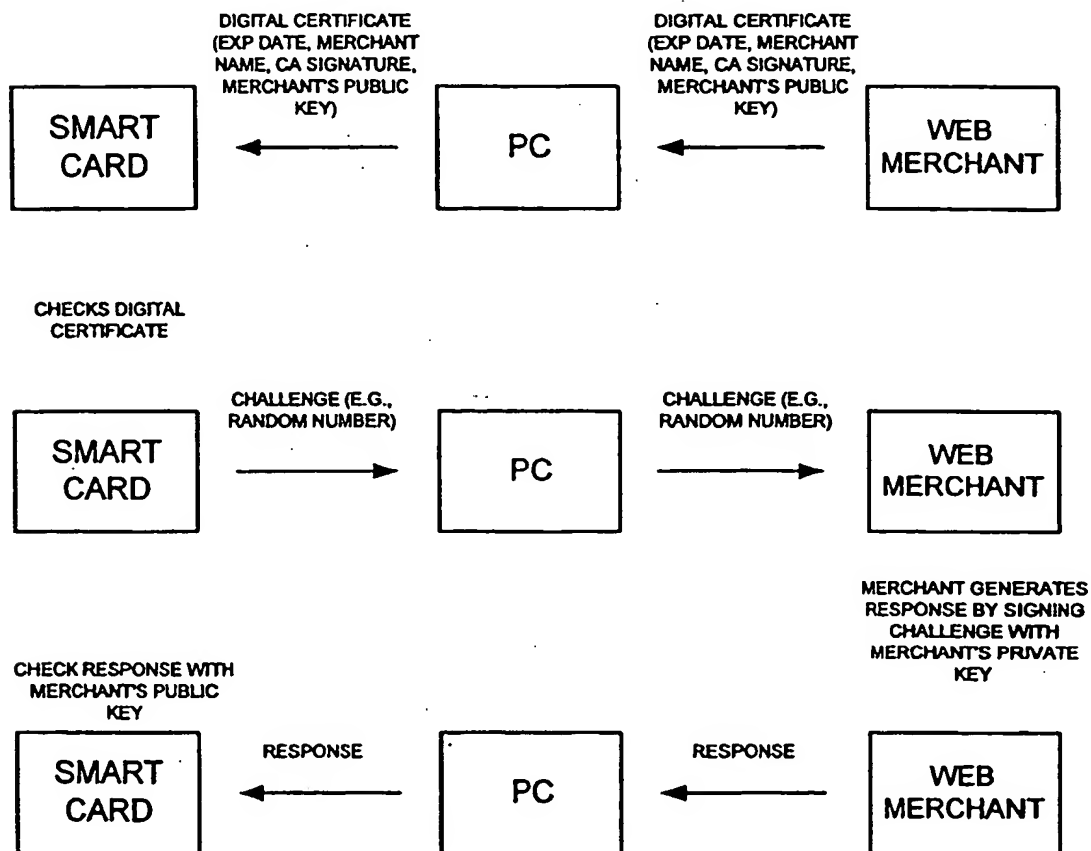 DIGITAL CERTIFICATE
(EXP DATE, MERCHANT
NAME, CA SIGNATURE,
MERCHANT'S PUBLIC
KEY)
DIGITAL CERTIFICATE
(EXP DATE, MERCHANT
NAME, CA SIGNATURE,
MERCHANT'S PUBLIC
KEY)
SMART
CARD
PC
WEB
MERCHANT
CHECKS DIGITAL
CERTIFICATE
CHALLENGE (E.G.,
RANDOM NUMBER)
CHALLENGE (E.G.,
RANDOM NUMBER)
SMART
CARD
PC
WEB
MERCHANT
MERCHANT GENERATES
RESPONSE BY SIGNING
CHALLENGE WITH
MERCHANT'S PRIVATE
KEY
CHECK RESPONSE WITH
MERCHANT'S PUBLIC
KEY
RESPONSE
RESPONSE
SMART
CARD
PC
WEB
MERCHANT